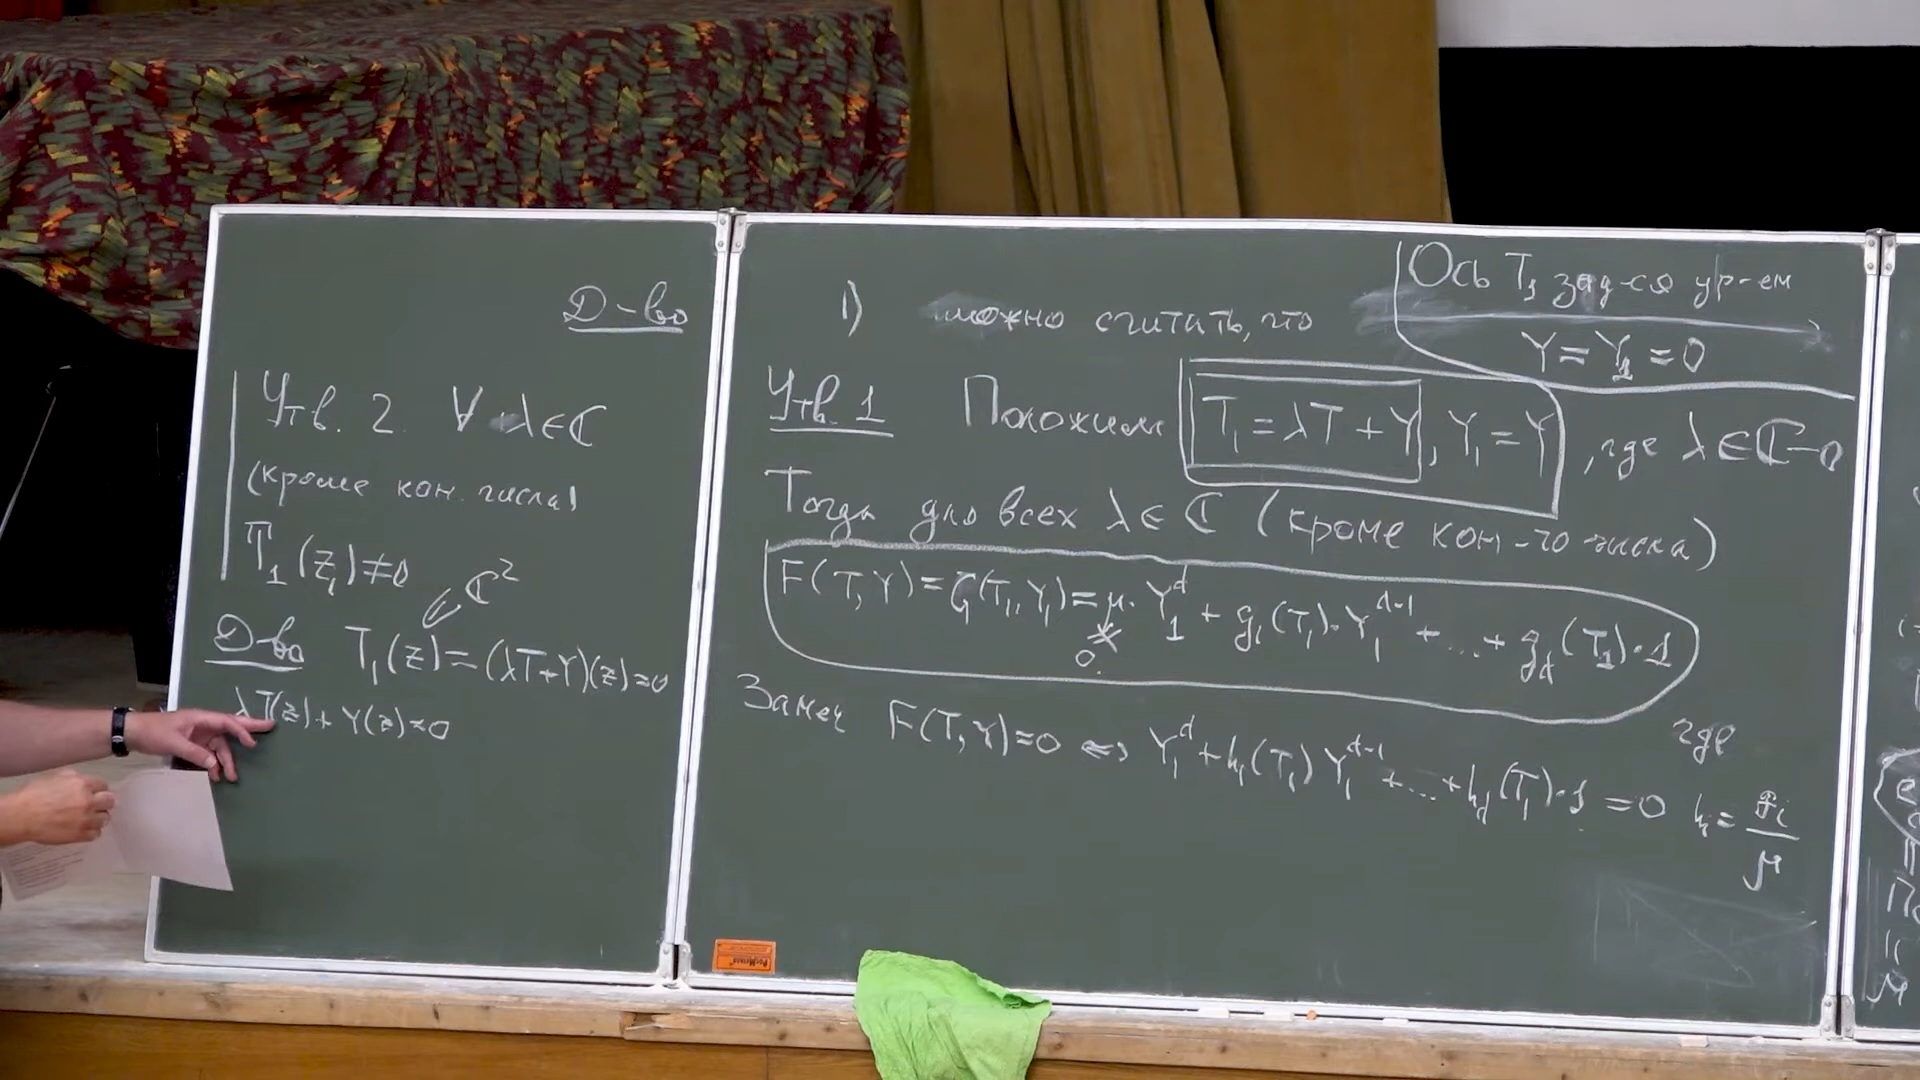 Д-во
Утв. 2. ∀ λ∈ℂ
(кроме кон. числа)
T₁(zᵢ)≠0
∈ ℂ²
Д-во T₁(z)=(λT+Y)(z)=0
λT(z)+Y(z)=0
Ось T₁ зад-ся ур-ем
Y=Y₁=0
1) можно считать, что
Утв. 1 Положим T₁=λT+Y, Y₁=Y, где λ∈ℂ-0
Тогда для всех λ∈ℂ (кроме кон-го числа)
F(T,Y)=G(T₁,Y₁)=μ·Y₁ᵈ+g₁(T₁)·Y₁ᵈ⁻¹+...+g_d(T₁)·1
0
Замеч F(T,Y)=0 ⇔ Y₁ᵈ+h₁(T₁)Y₁ᵈ⁻¹+...+h_d(T₁)·1=0 где
hᵢ=gᵢ/μ